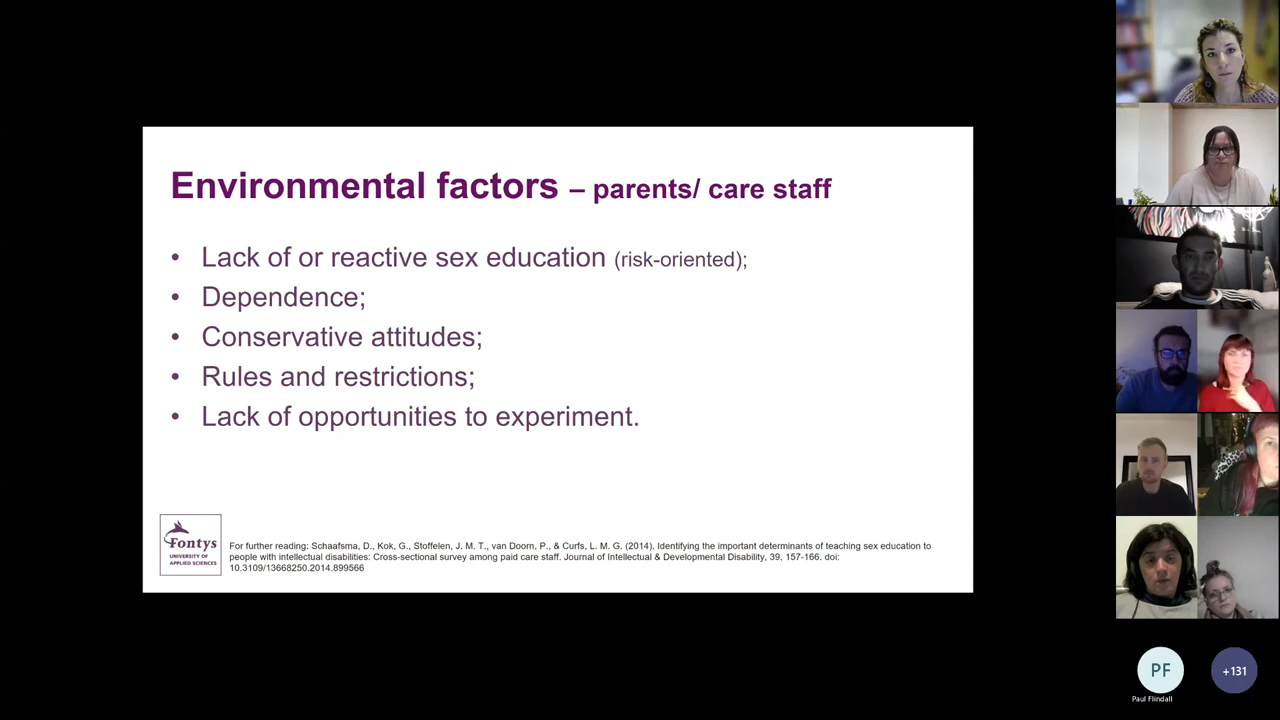 Environmental factors – parents/ care staff
• Lack of or reactive sex education (risk-oriented);
• Dependence;
• Conservative attitudes;
• Rules and restrictions;
• Lack of opportunities to experiment.
Fontys
UNIVERSITY OF
APPLIED SCIENCES
For further reading: Schaafsma, D., Kok, G., Stoffelen, J. M. T., van Doorn, P., & Curfs, L. M. G. (2014). Identifying the important determinants of teaching sex education to
people with intellectual disabilities: Cross-sectional survey among paid care staff. Journal of Intellectual & Developmental Disability, 39, 157-166. doi:
10.3109/13668250.2014.899566
PF
+131
Paul Flindall